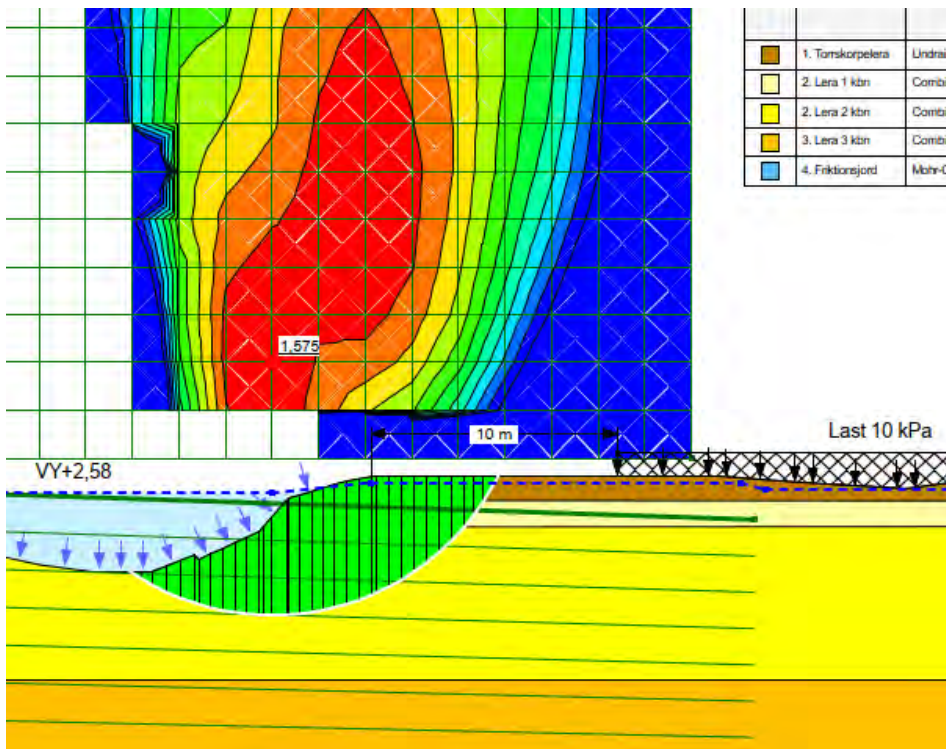 1. Torrskorpelera
2. Lera 1 kbn
2. Lera 2 kbn
3. Lera 3 kbn
4. Friktionsjord
Undrai
Combi
Combi
Combi
Mohr-C
1,575
10 m
Last 10 kPa
VY+2,58